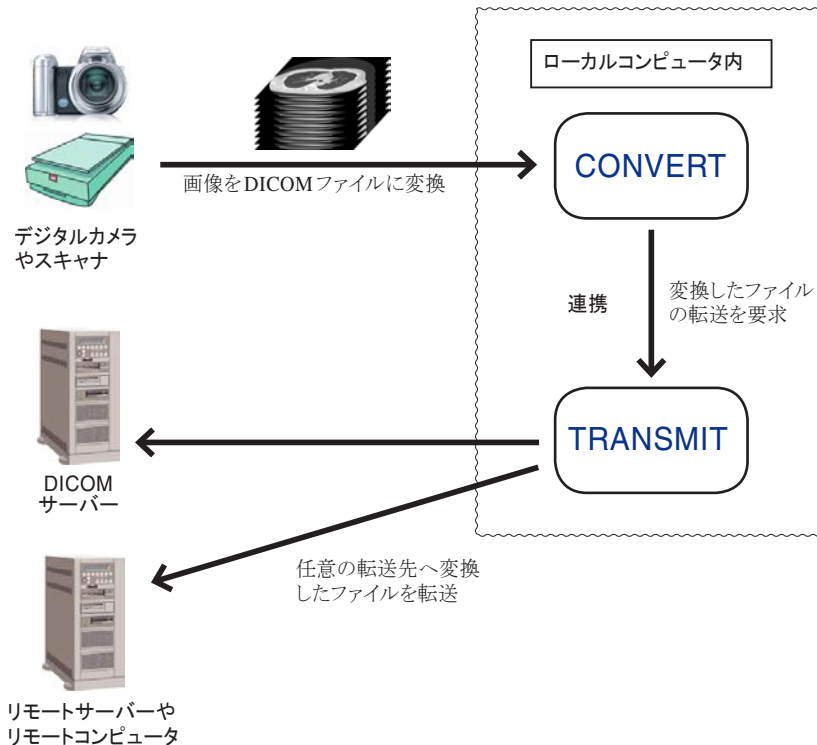 ローカルコンピュータ内
CONVERT
画像をDICOMファイルに変換
デジタルカメラ
やスキャナ
連携
変換したファイル
の転送を要求
TRANSMIT
DICOM
サーバー
任意の転送先へ変換
したファイルを転送
リモートサーバーや
リモートコンピュータ